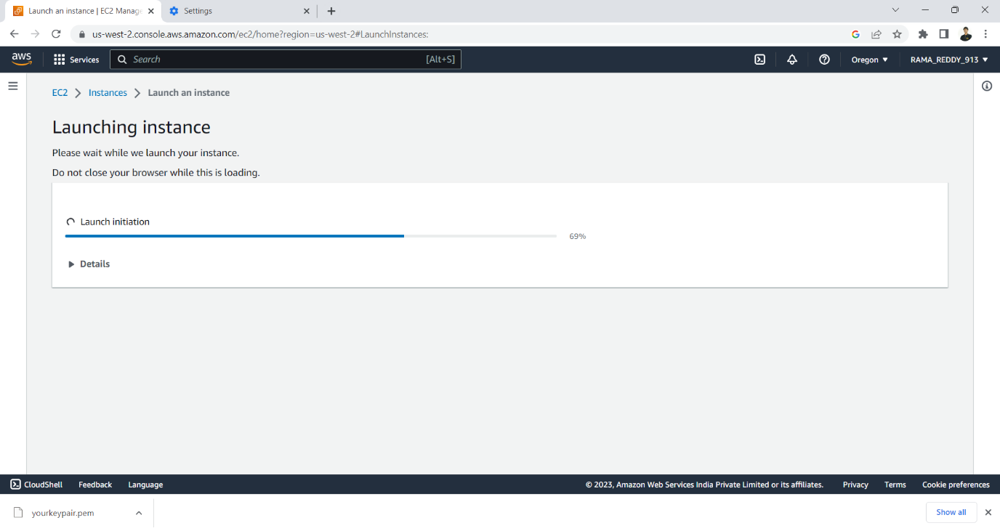 Launch an instance | EC2 Manage
Settings
us-west-2.console.aws.amazon.com/ec2/home?region=us-west-2#LaunchInstances:
aws
Services
Search
[Alt+S]
Oregon
RAMA_REDDY_913
EC2
Instances
Launch an instance
Launching instance
Please wait while we launch your instance.
Do not close your browser while this is loading.
Launch initiation
69%
Details
CloudShell
Feedback
Language
© 2023, Amazon Web Services India Private Limited or its affiliates.
Privacy
Terms
Cookie preferences
yourkeypair.pem
Show all